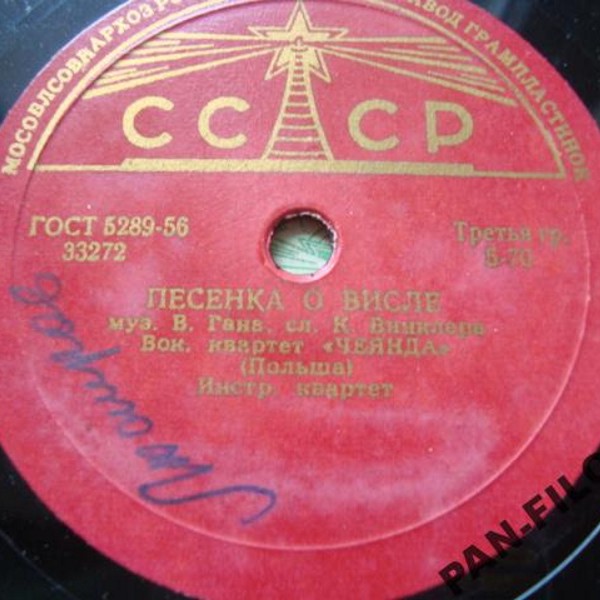 МОСОБЛСОВНАРХОЗ
ЗАВОД ГРАМПЛАСТИНОК
СССР
ГОСТ 5289-56
33272
Третья гр.
5-70
ПЕСЕНКА О ВИСЛЕ
муз. В. Гана, сл. К. Винклера
Вок. квартет «ЧЕЯНДА»
(Польша)
Инстр. квартет
PAN-FILO